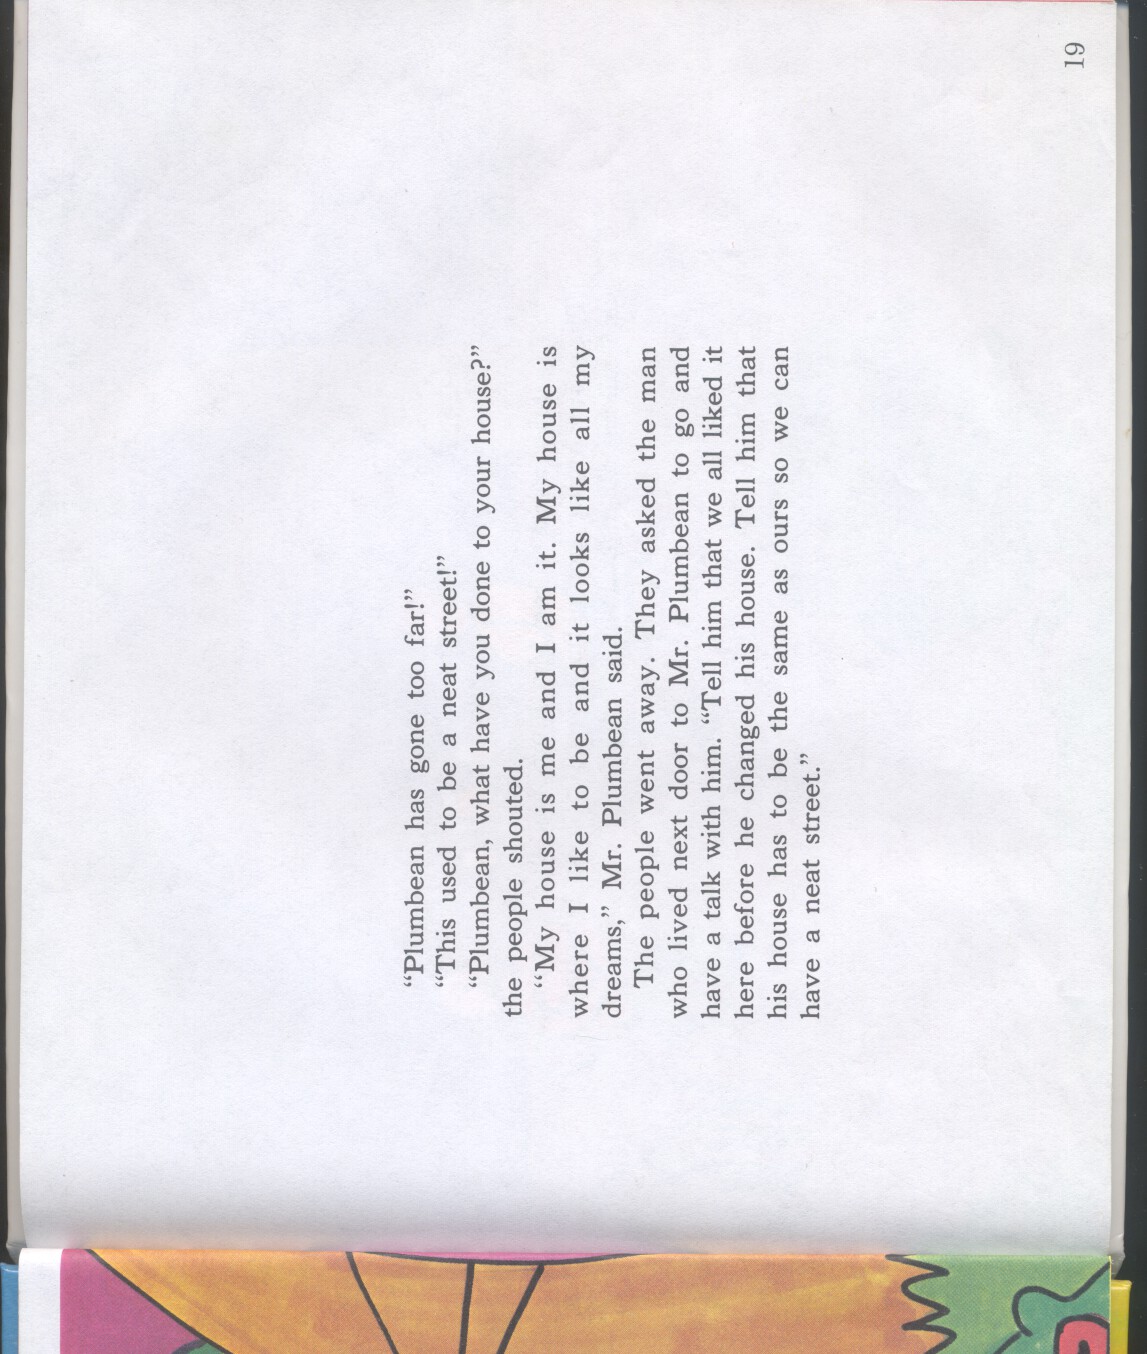 “Plumbean has gone too far!”
“This used to be a neat street!”
“Plumbean, what have you done to your house?”
the people shouted.
“My house is me and I am it. My house is
where I like to be and it looks like all my
dreams,” Mr. Plumbean said.
The people went away. They asked the man
who lived next door to Mr. Plumbean to go and
have a talk with him. “Tell him that we all liked it
here before he changed his house. Tell him that
his house has to be the same as ours so we can
have a neat street.”
19